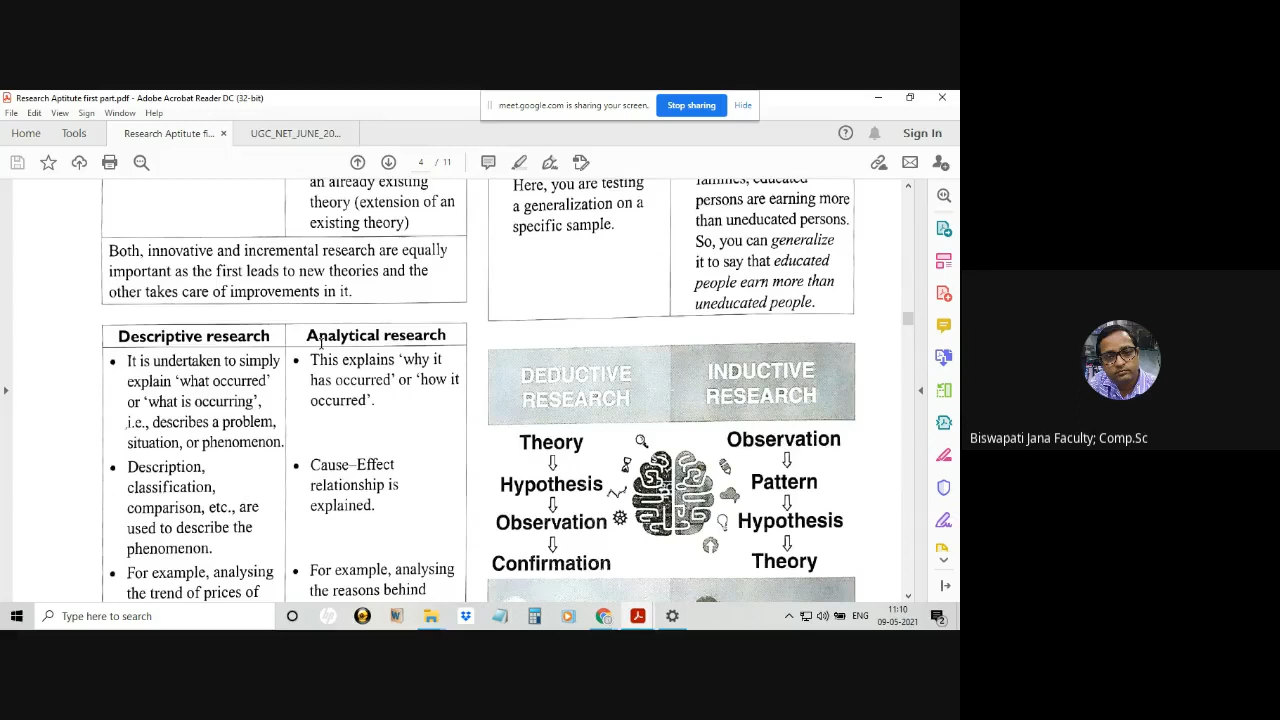 Research Aptitute first part.pdf - Adobe Acrobat Reader DC (32-bit)
meet.google.com is sharing your screen.
Stop sharing
Hide
File Edit View Sign Window Help
Home Tools Research Aptitute fi... × UGC_NET_JUNE_20... Sign In
4 / 11
an already existing
theory (extension of an
existing theory)
Both, innovative and incremental research are equally
important as the first leads to new theories and the
other takes care of improvements in it.
Descriptive research
• It is undertaken to simply
explain ‘what occurred’
or ‘what is occurring’,
i.e., describes a problem,
situation, or phenomenon.
• Description,
classification,
comparison, etc., are
used to describe the
phenomenon.
• For example, analysing
the trend of prices of
Analytical research
• This explains ‘why it
has occurred’ or ‘how it
occurred’.
• Cause–Effect
relationship is
explained.
• For example, analysing
the reasons behind
Here, you are testing
a generalization on a
specific sample.
families, educated
persons are earning more
than uneducated persons.
So, you can generalize
it to say that educated
people earn more than
uneducated people.
DEDUCTIVE
RESEARCH
Theory
Hypothesis
Observation
Confirmation
INDUCTIVE
RESEARCH
Observation
Pattern
Hypothesis
Theory
Biswapati Jana Faculty; Comp.Sc
Type here to search
ENG
11:10
09-05-2021
2